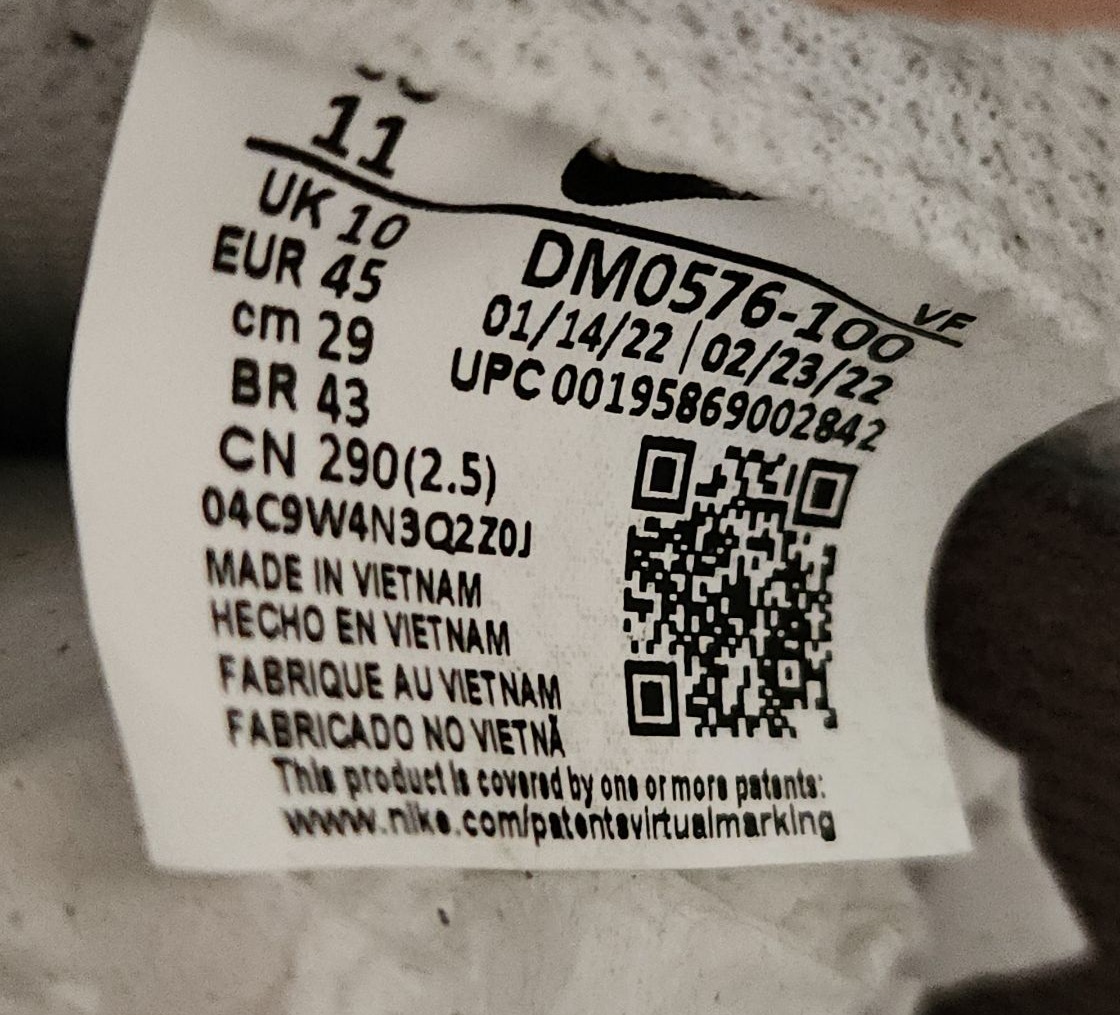 11
UK 10
EUR 45
cm 29
BR 43
CN 290(2.5)
04C9W4N3Q2Z0J
MADE IN VIETNAM
HECHO EN VIETNAM
FABRIQUE AU VIETNAM
FABRICADO NO VIETNÃ
VF
DM0576-100
01/14/22 | 02/23/22
UPC 00195869002842
This product is covered by one or more patents:
www.nike.com/patentsvirtualmarking